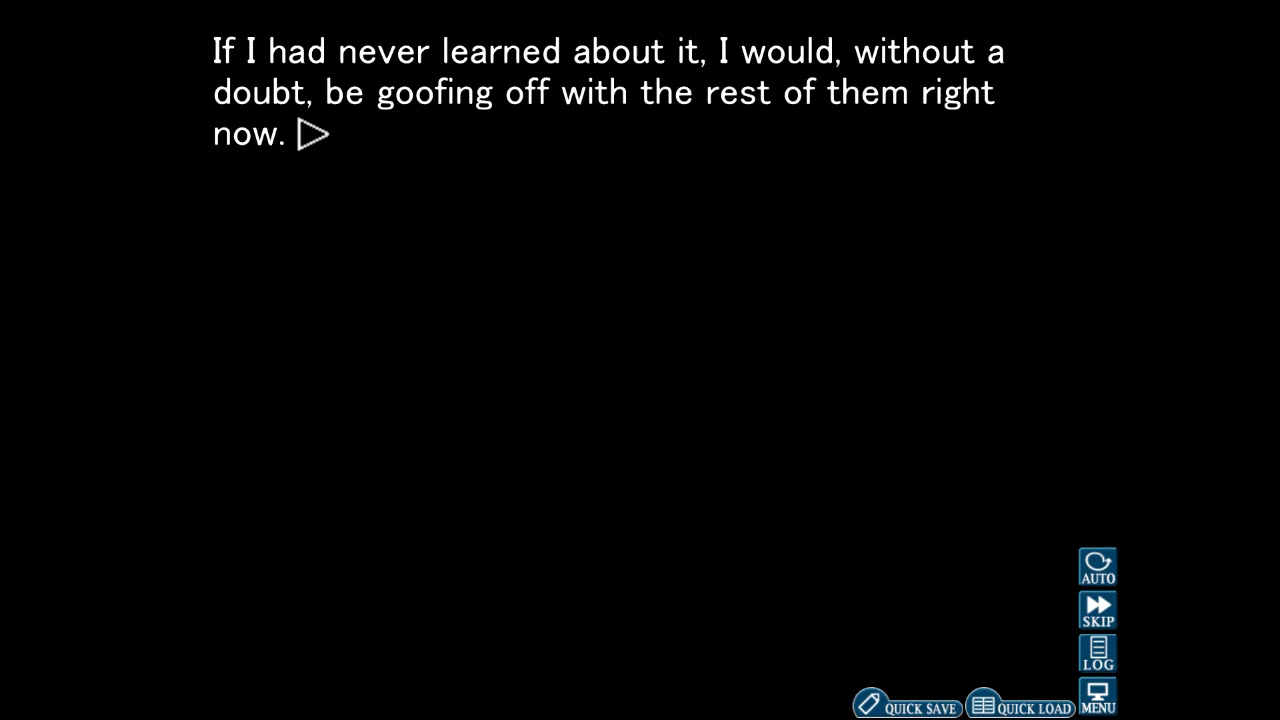 If I had never learned about it, I would, without a
doubt, be goofing off with the rest of them right
now.
AUTO
SKIP
LOG
MENU
QUICK SAVE
QUICK LOAD